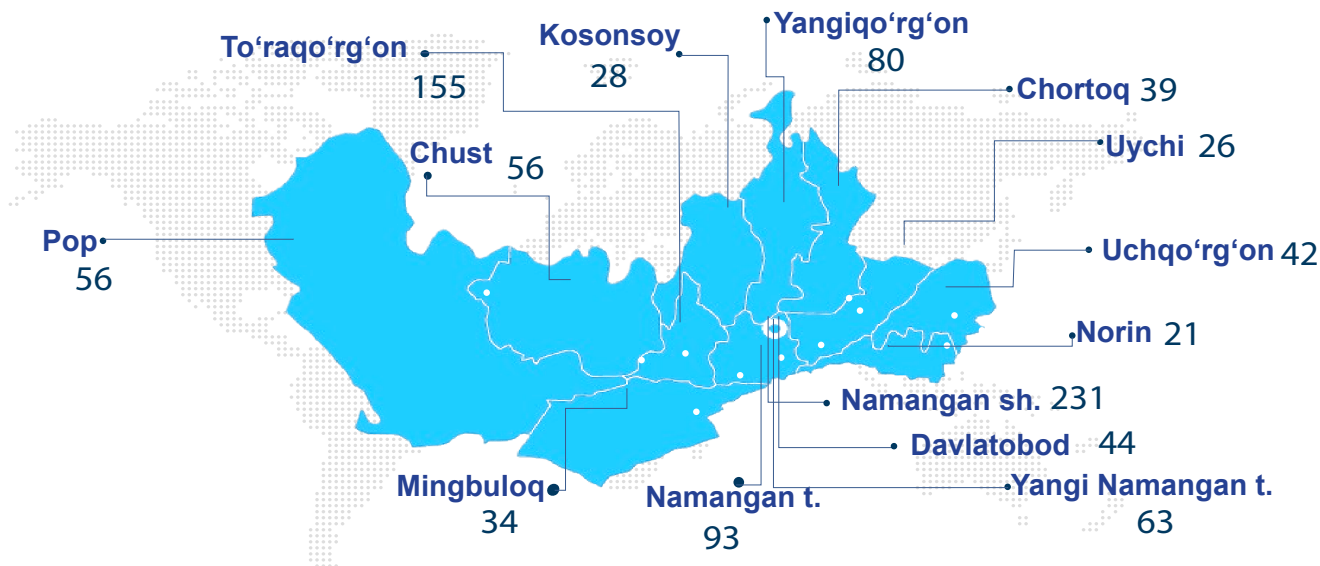 To‘raqo‘rg‘on
155
Kosonsoy
28
Yangiqo‘rg‘on
80
Chortoq 39
Uychi 26
Chust 56
Pop
56
Uchqo‘rg‘on 42
Norin 21
Namangan sh. 231
Davlatobod 44
Mingbuloq
34
Namangan t.
93
Yangi Namangan t.
63